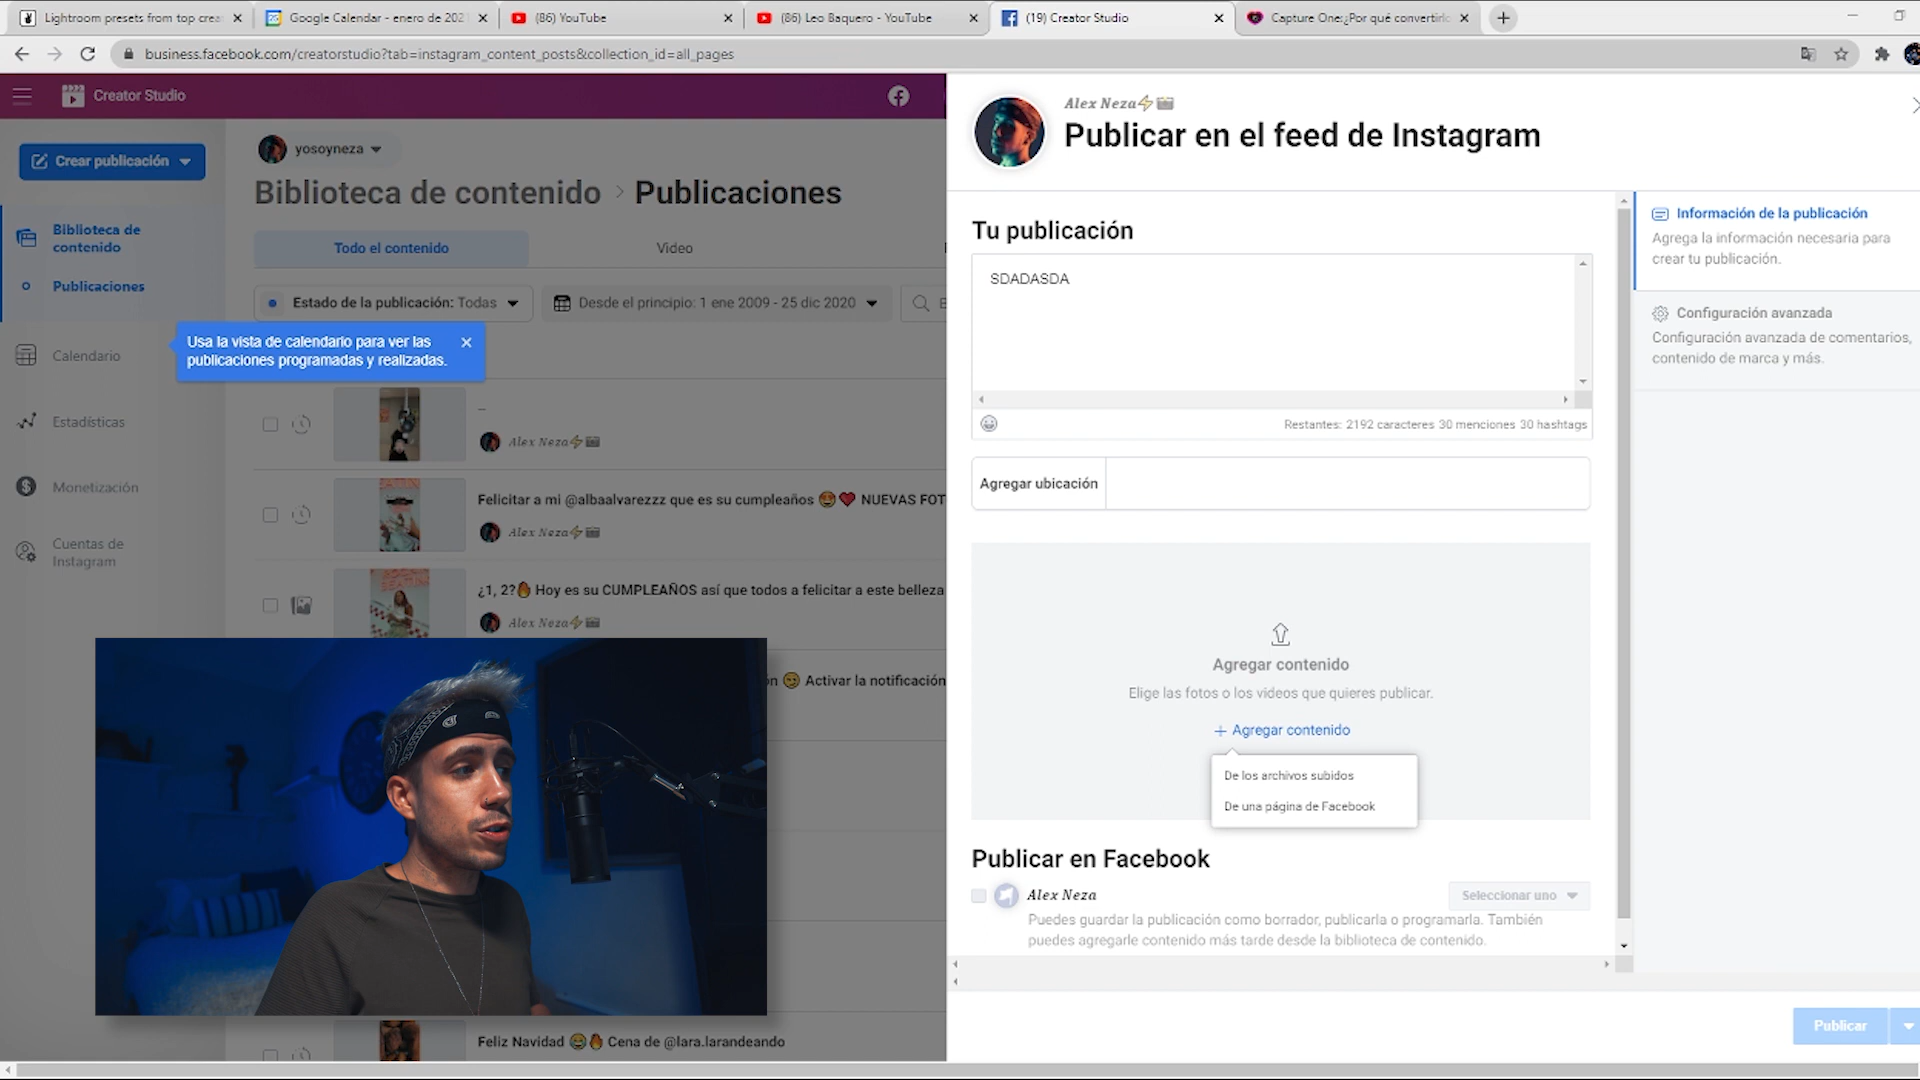 Lightroom presets from top crea
Google Calendar - enero de 2021
(86) YouTube
(86) Leo Baquero - YouTube
(19) Creator Studio
Capture One:¿Por qué convertirlo
business.facebook.com/creatorstudio?tab=instagram_content_posts&collection_id=all_pages
Creator Studio
Crear publicación
Biblioteca de
contenido
Publicaciones
Calendario
Estadísticas
Monetización
Cuentas de
Instagram
yosoyneza
Biblioteca de contenido > Publicaciones
Todo el contenido
Video
Estado de la publicación: Todas
Desde el principio: 1 ene 2009 - 25 dic 2020
Usa la vista de calendario para ver las
publicaciones programadas y realizadas.
–
Alex Neza⚡📷
Felicitar a mi @albaalvarezzz que es su cumpleaños 😍❤️ NUEVAS FOT
Alex Neza⚡📷
¿1, 2?🔥 Hoy es su CUMPLEAÑOS así que todos a felicitar a este belleza
Alex Neza⚡📷
ón 😏 Activar la notificación
Feliz Navidad 😂🔥 Cena de @lara.larandeando
Alex Neza⚡📷
Publicar en el feed de Instagram
Tu publicación
SDADASDA
Restantes: 2192 caracteres 30 menciones 30 hashtags
Agregar ubicación
Agregar contenido
Elige las fotos o los videos que quieres publicar.
+ Agregar contenido
De los archivos subidos
De una página de Facebook
Publicar en Facebook
Alex Neza
Seleccionar uno
Puedes guardar la publicación como borrador, publicarla o programarla. También
puedes agregarle contenido más tarde desde la biblioteca de contenido.
Información de la publicación
Agrega la información necesaria para
crear tu publicación.
Configuración avanzada
Configuración avanzada de comentarios,
contenido de marca y más.
Publicar